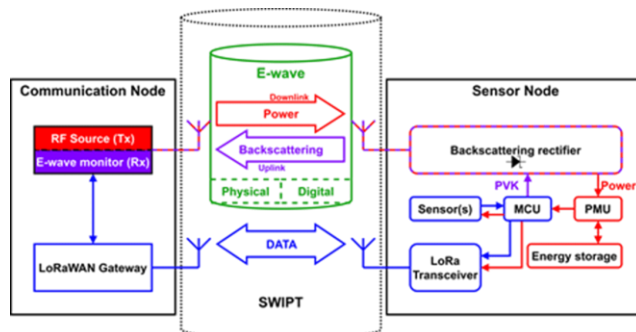 Communication Node
RF Source (Tx)
E-wave monitor (Rx)
LoRaWAN Gateway
E-wave
Downlink
Power
Backscattering
Uplink
Physical
Digital
DATA
SWIPT
Sensor Node
Backscattering rectifier
PVK
Power
Sensor(s)
MCU
PMU
LoRa
Transceiver
Energy storage